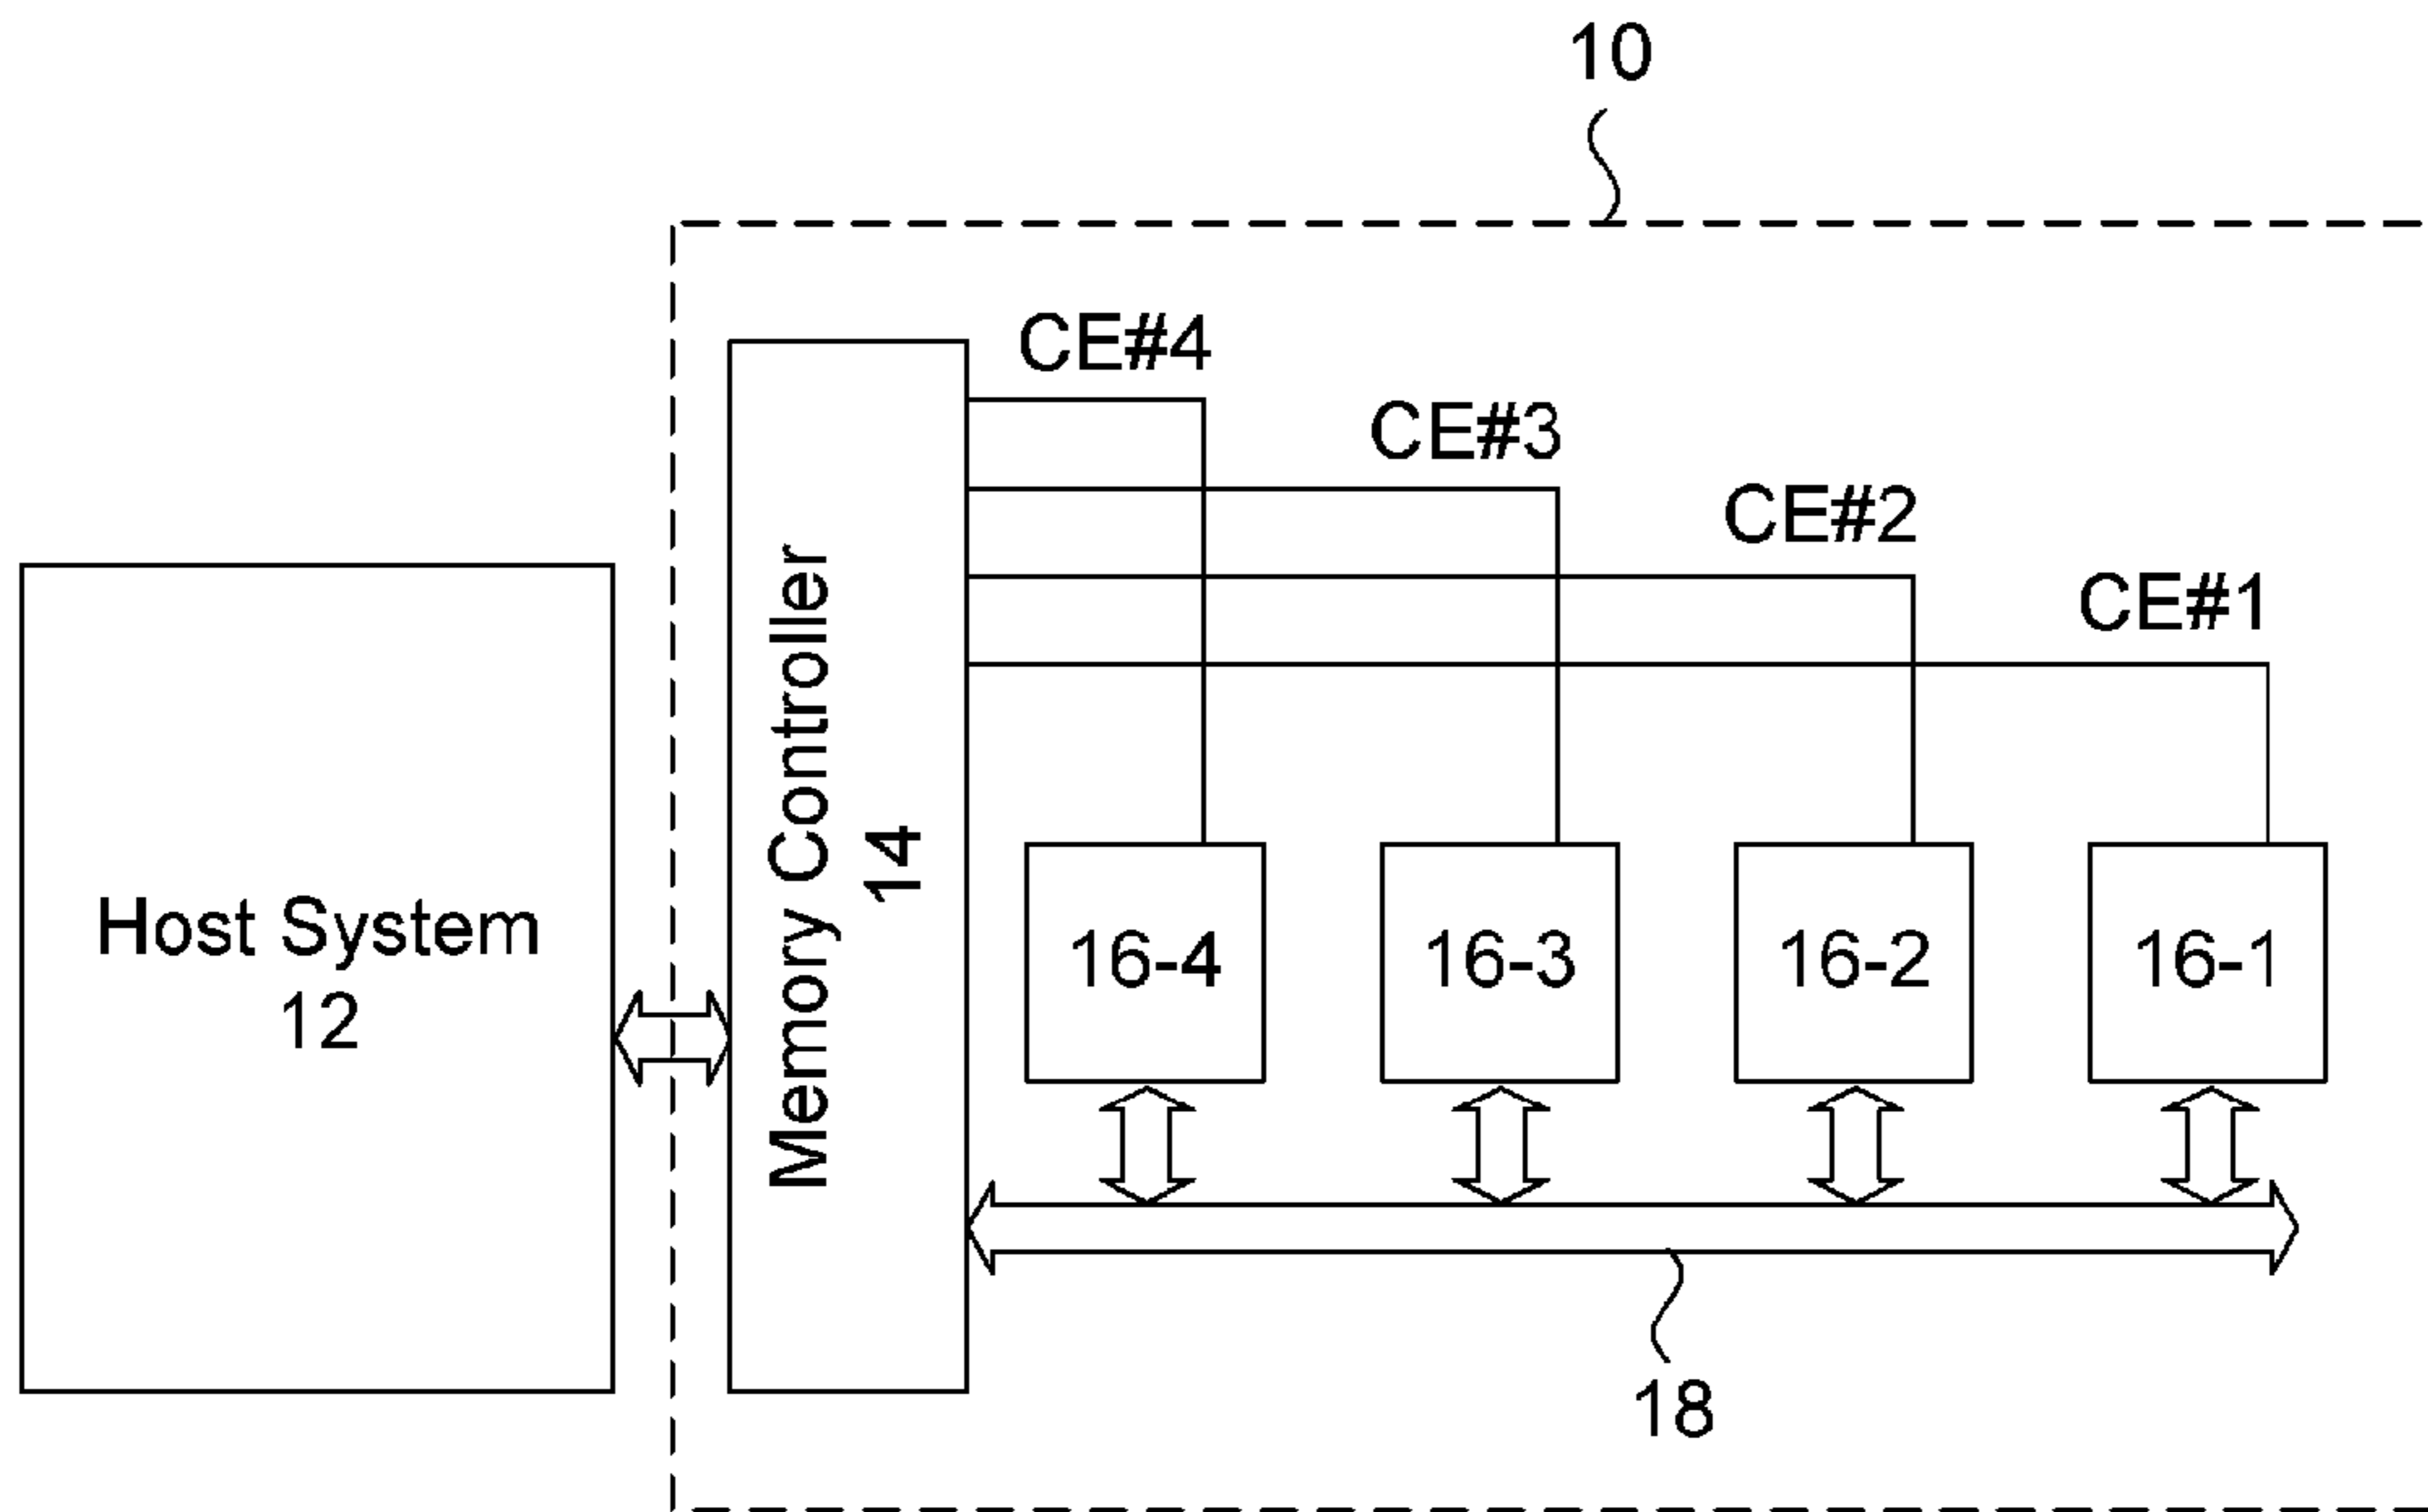 10
CE#4
CE#3
CE#2
CE#1
Memory Controller
14
Host System
12
16-4
16-3
16-2
16-1
18